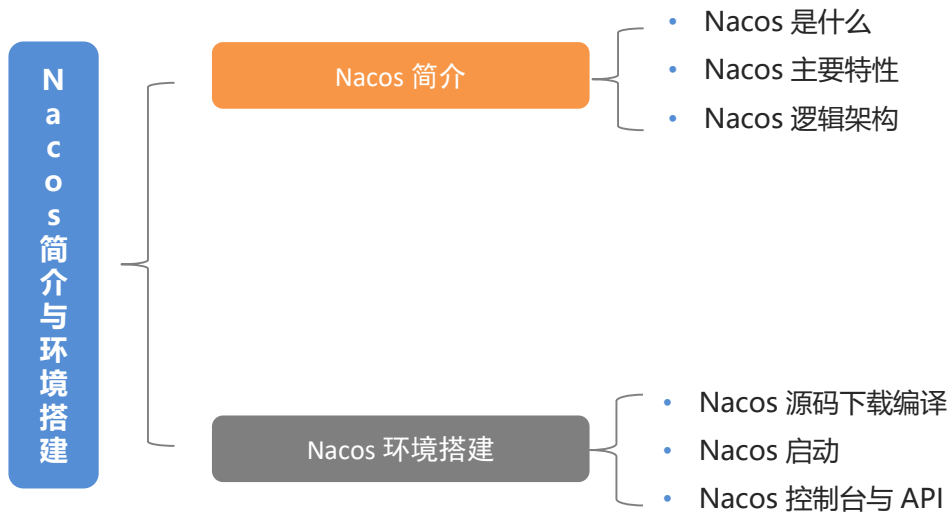 Nacos简介与环境搭建
Nacos 简介
• Nacos 是什么
• Nacos 主要特性
• Nacos 逻辑架构
Nacos 环境搭建
• Nacos 源码下载编译
• Nacos 启动
• Nacos 控制台与 API